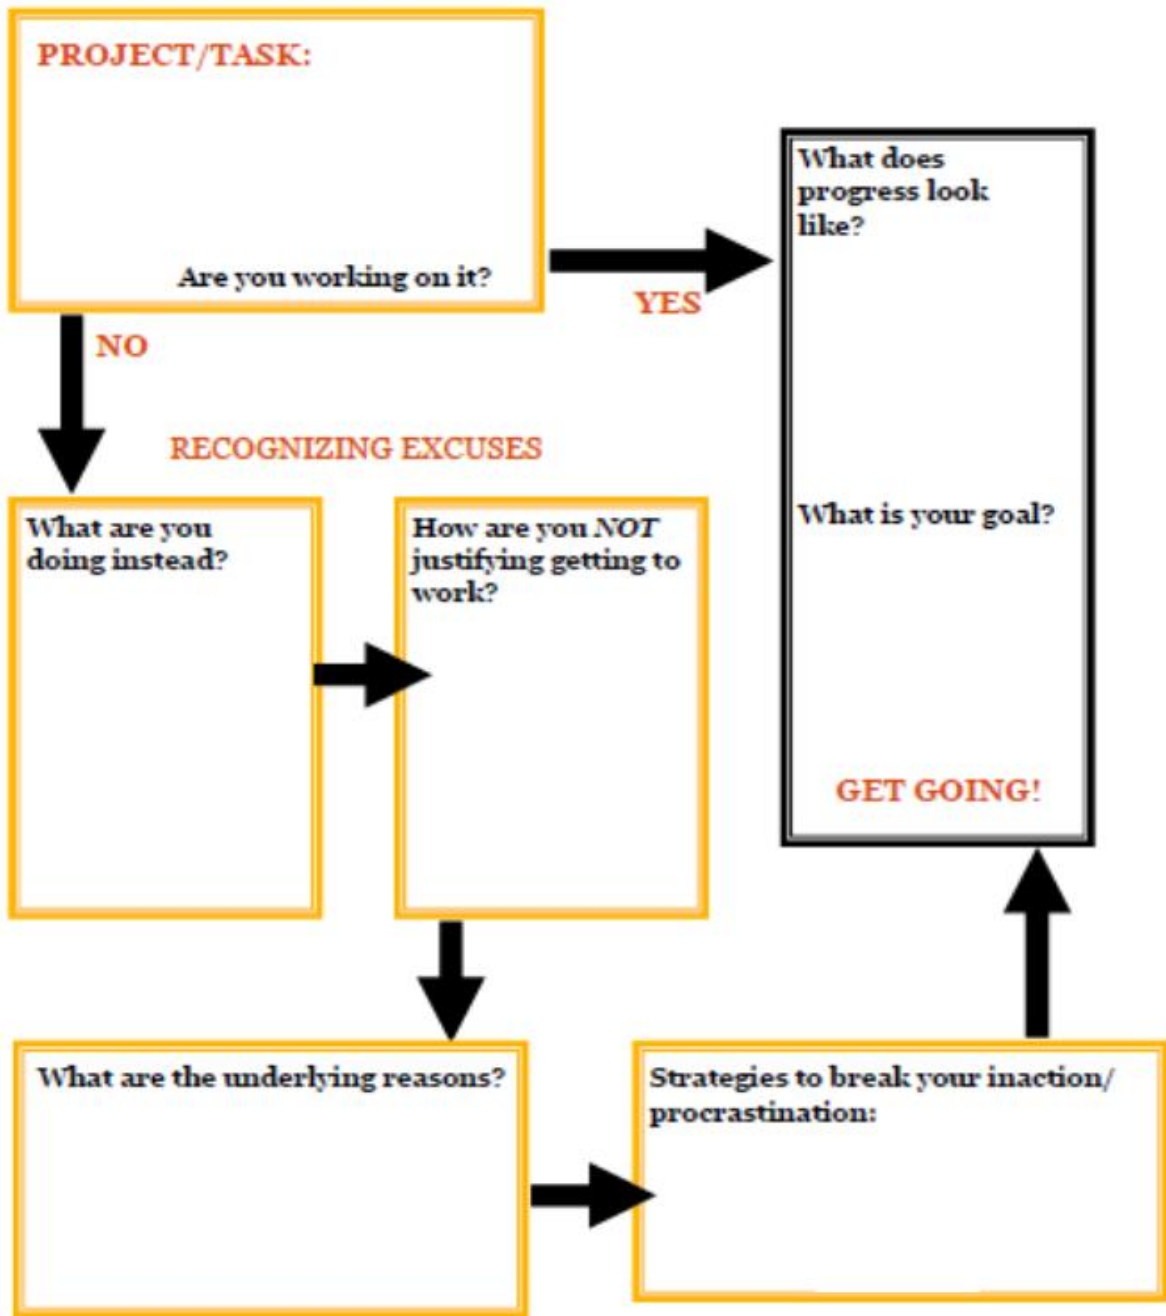 PROJECT/TASK:
Are you working on it?
YES
NO
What does
progress look
like?
What is your goal?
GET GOING!
RECOGNIZING EXCUSES
What are you
doing instead?
How are you NOT
justifying getting to
work?
What are the underlying reasons?
Strategies to break your inaction/
procrastination: